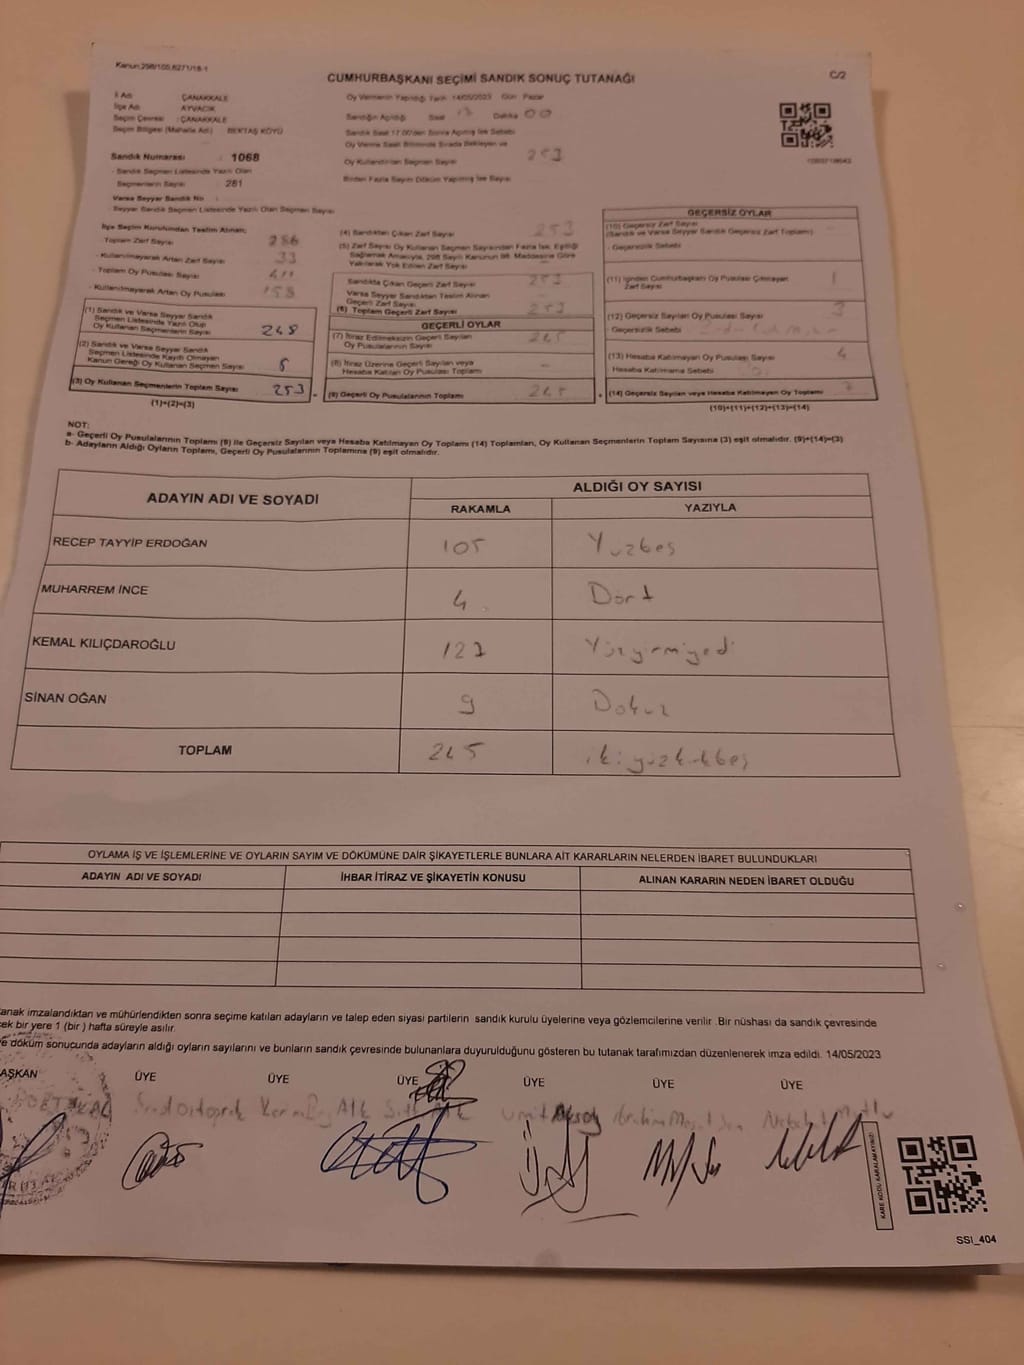 Kanun:298/100,6271/18-1
CUMHURBAŞKANI SEÇİMİ SANDIK SONUÇ TUTANAĞI
C/2
İl Adı : ÇANAKKALE
İlçe Adı : AYVACIK
Seçim Çevresi : ÇANAKKALE
Seçim Bölgesi (Mahalle Adı) : BEKTAŞ KÖYÜ
Sandık Numarası : 1068
- Sandık Seçmen Listesinde Yazılı Olan
Seçmenlerin Sayısı : 281
Varsa Seyyar Sandık No :
- Seyyar Sandık Seçmen Listesinde Yazılı Olan Seçmen Sayısı
Oy Vermenin Yapıldığı Tarih 14/05/2023 Gün Pazar
Sandığın Açıldığı Saat 17 Dakika 00
Sandık Saat 17.00'den Sonra Açılmış İse Sebebi
Oy Verme Saati Bitiminde Sırada Bekleyen ve
Oy Kullandırılan Seçmen Sayısı 253
Birden Fazla Sayım Döküm Yapılmış İse Sayısı
İlçe Seçim Kurulundan Teslim Alınan;
- Toplam Zarf Sayısı 286
- Kullanılmayarak Artan Zarf Sayısı 33
- Toplam Oy Pusulası Sayısı 411
- Kullanılmayarak Artan Oy Pusulası 158
(1) Sandık ve Varsa Seyyar Sandık
Seçmen Listesinde Yazılı Olup
Oy Kullanan Seçmenlerin Sayısı 248
(2) Sandık ve Varsa Seyyar Sandık
Seçmen Listesinde Kaydı Olmayan
Kanun Gereği Oy Kullanan Seçmen Sayısı
(3) Oy Kullanan Seçmenlerin Toplam Sayısı 253
(1)+(2)=(3)
(4) Sandıktan Çıkan Zarf Sayısı 253
(5) Zarf Sayısı Oy Kullanan Seçmen Sayısından Fazla İse, Eşitliği
Sağlamak Amacıyla, 298 Sayılı Kanunun 98. Maddesine Göre
Yakılarak Yok Edilen Zarf Sayısı
Sandıkta Çıkan Geçerli Zarf Sayısı 253
Varsa Seyyar Sandıktan Teslim Alınan
Geçerli Zarf Sayısı
(6) Toplam Geçerli Zarf Sayısı 253
GEÇERLİ OYLAR
(7) İtiraz Edilmeksizin Geçerli Sayılan
Oy Pusulalarının Sayısı 245
(8) İtiraz Üzerine Geçerli Sayılan veya
Hesaba Katılan Oy Pusulası Toplamı -
(9) Geçerli Oy Pusulalarının Toplamı 245
GEÇERSİZ OYLAR
(10) Geçersiz Zarf Sayısı
(Sandık ve Varsa Seyyar Sandık Geçersiz Zarf Toplamı)
- Geçersizlik Sebebi
(11) İçinden Cumhurbaşkanı Oy Pusulası Çıkmayan
Zarf Sayısı 1
(12) Geçersiz Sayılan Oy Pusulası Sayısı 3
- Geçersizlik Sebebi
(13) Hesaba Katılmayan Oy Pusulası Sayısı 4
Hesaba Katılmama Sebebi
(14) Geçersiz Sayılan veya Hesaba Katılmayan Oy Toplamı
(10)+(11)+(12)+(13)=(14)
NOT:
a- Geçerli Oy Pusulalarının Toplamı (9) ile Geçersiz Sayılan veya Hesaba Katılmayan Oy Toplamı (14) Toplamları, Oy Kullanan Seçmenlerin Toplam Sayısına (3) eşit olmalıdır. (9)+(14)=(3)
b- Adayların Aldığı Oyların Toplamı, Geçerli Oy Pusulalarının Toplamına (9) eşit olmalıdır.
ADAYIN ADI VE SOYADI
ALDIĞI OY SAYISI
RAKAMLA YAZIYLA
RECEP TAYYİP ERDOĞAN 105 Yüzbeş
MUHARREM İNCE 4 Dört
KEMAL KILIÇDAROĞLU 127 Yüzyirmiyedi
SİNAN OĞAN 9 Dokuz
TOPLAM 245 ikiyüzkırkbeş
OYLAMA İŞ VE İŞLEMLERİNE VE OYLARIN SAYIM VE DÖKÜMÜNE DAİR ŞİKAYETLERLE BUNLARA AİT KARARLARIN NELERDEN İBARET BULUNDUKLARI
ADAYIN ADI VE SOYADI İHBAR İTİRAZ VE ŞİKAYETİN KONUSU ALINAN KARARIN NEDEN İBARET OLDUĞU
anak imzalandıktan ve mühürlendikten sonra seçime katılan adayların ve talep eden siyasi partilerin sandık kurulu üyelerine veya gözlemcilerine verilir .Bir nüshası da sandık çevresinde
ek bir yere 1 (bir ) hafta süreyle asılır.
e döküm sonucunda adayların aldığı oyların sayılarını ve bunların sandık çevresinde bulunanlara duyurulduğunu gösteren bu tutanak tarafımızdan düzenlenerek imza edildi. 14/05/2023
AŞKAN ÜYE ÜYE ÜYE ÜYE ÜYE ÜYE
Ümit Aksoy
KARE KODU KARALAMAYINIZ!
SSI_404